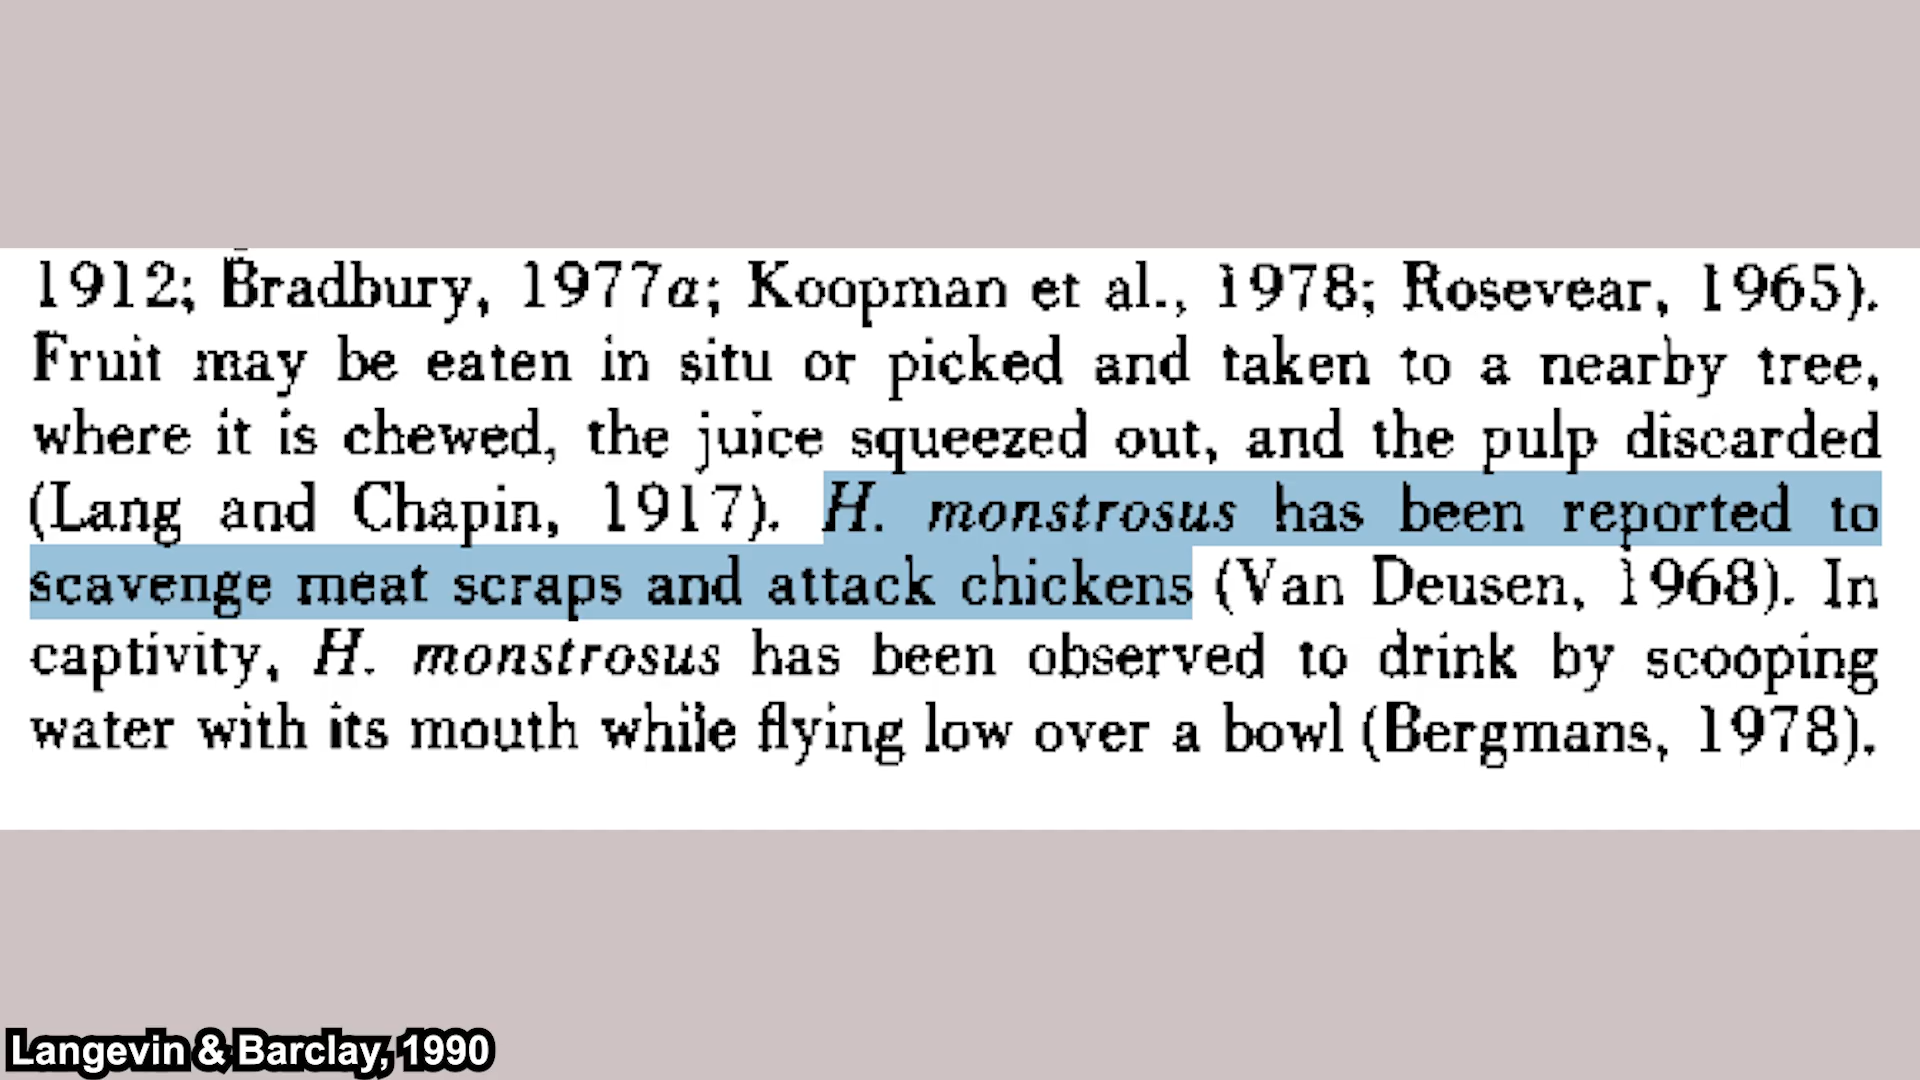 1912; Bradbury, 1977a; Koopman et al., 1978; Rosevear, 1965).
Fruit may be eaten in situ or picked and taken to a nearby tree,
where it is chewed, the juice squeezed out, and the pulp discarded
(Lang and Chapin, 1917). H. monstrosus has been reported to
scavenge meat scraps and attack chickens (Van Deusen, 1968). In
captivity, H. monstrosus has been observed to drink by scooping
water with its mouth while flying low over a bowl (Bergmans, 1978).
Langevin & Barclay, 1990